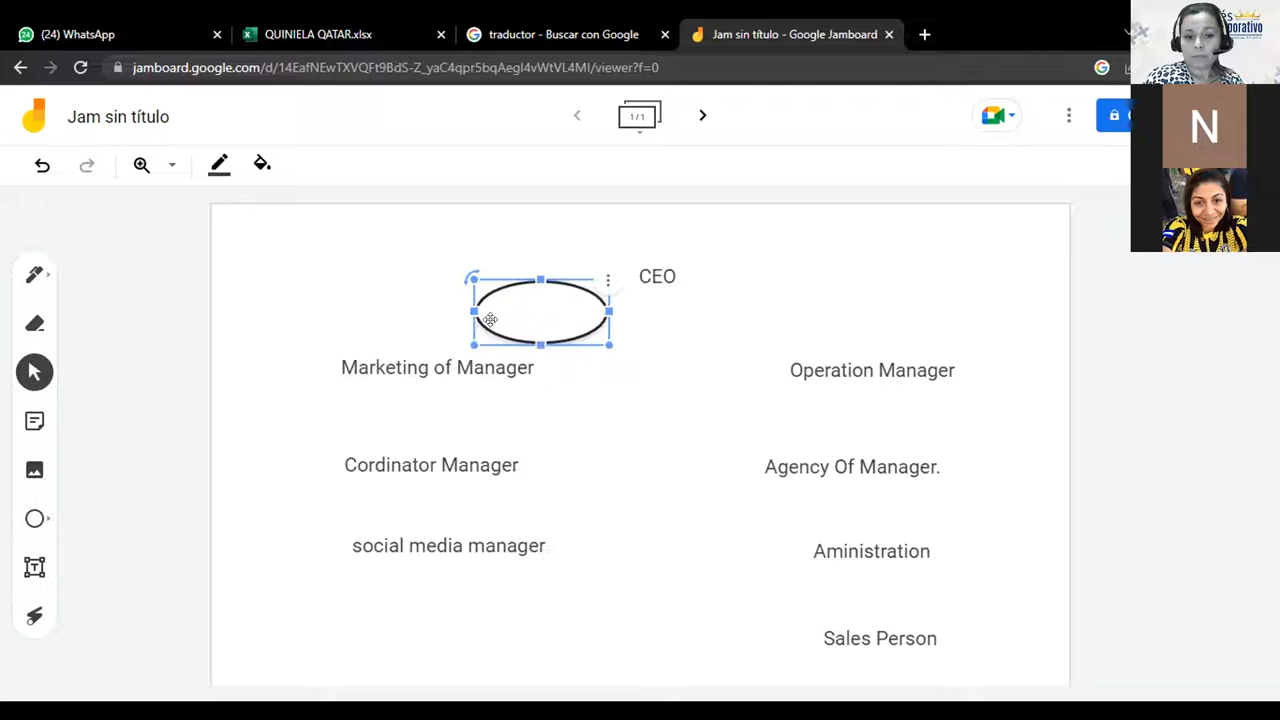 (24) WhatsApp
QUINIELA QATAR.xlsx
traductor - Buscar con Google
Jam sin título - Google Jamboard
jamboard.google.com/d/14EafNEwTXVQFt9BdS-Z_yaC4qpr5bqAegI4vWtVL4MI/viewer?f=0
Jam sin título
1/1
CEO
Marketing of Manager
Operation Manager
Cordinator Manager
Agency Of Manager.
social media manager
Aministration
Sales Person
N